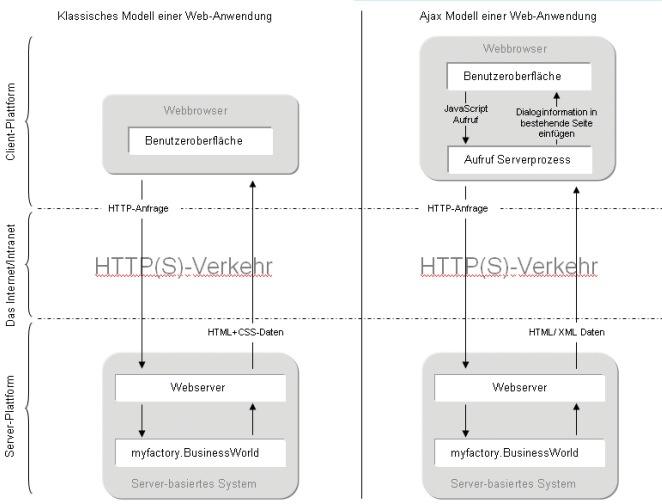 Klassisches Modell einer Web-Anwendung
Ajax Modell einer Web-Anwendung
Client-Plattform
Webbrowser
Benutzeroberfläche
Webbrowser
Benutzeroberfläche
JavaScript
Aufruf
Dialoginformation in
bestehende Seite
einfügen
Aufruf Serverprozess
HTTP-Anfrage
HTTP-Anfrage
Das Internet/Intranet
HTTP(S)-Verkehr
HTTP(S)-Verkehr
HTML+CSS-Daten
HTML/ XML Daten
Server-Plattform
Webserver
myfactory.BusinessWorld
Server-basiertes System
Webserver
myfactory.BusinessWorld
Server-basiertes System